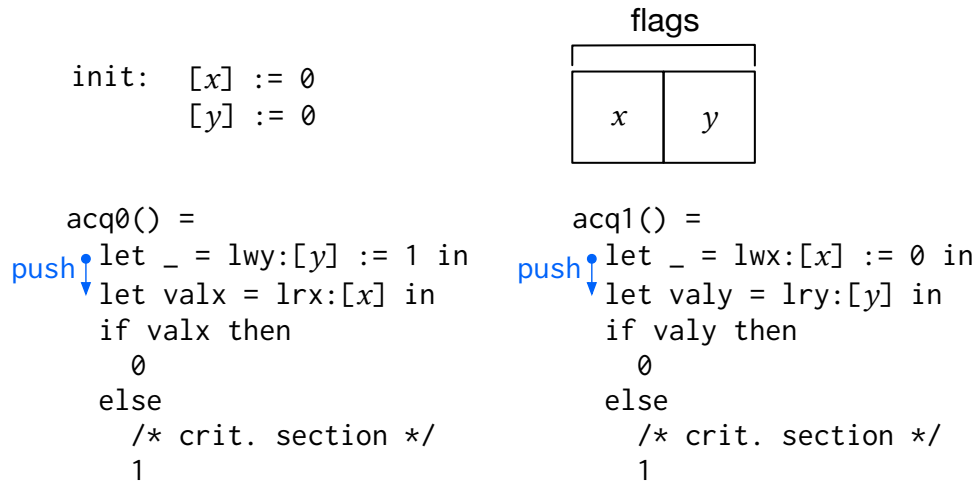 flags
init: [x] := 0
[y] := 0
x y
acq0() =
push let _ = lwy:[y] := 1 in
let valx = lrx:[x] in
if valx then
0
else
/* crit. section */
1
acq1() =
push let _ = lwx:[x] := 0 in
let valy = lry:[y] in
if valy then
0
else
/* crit. section */
1